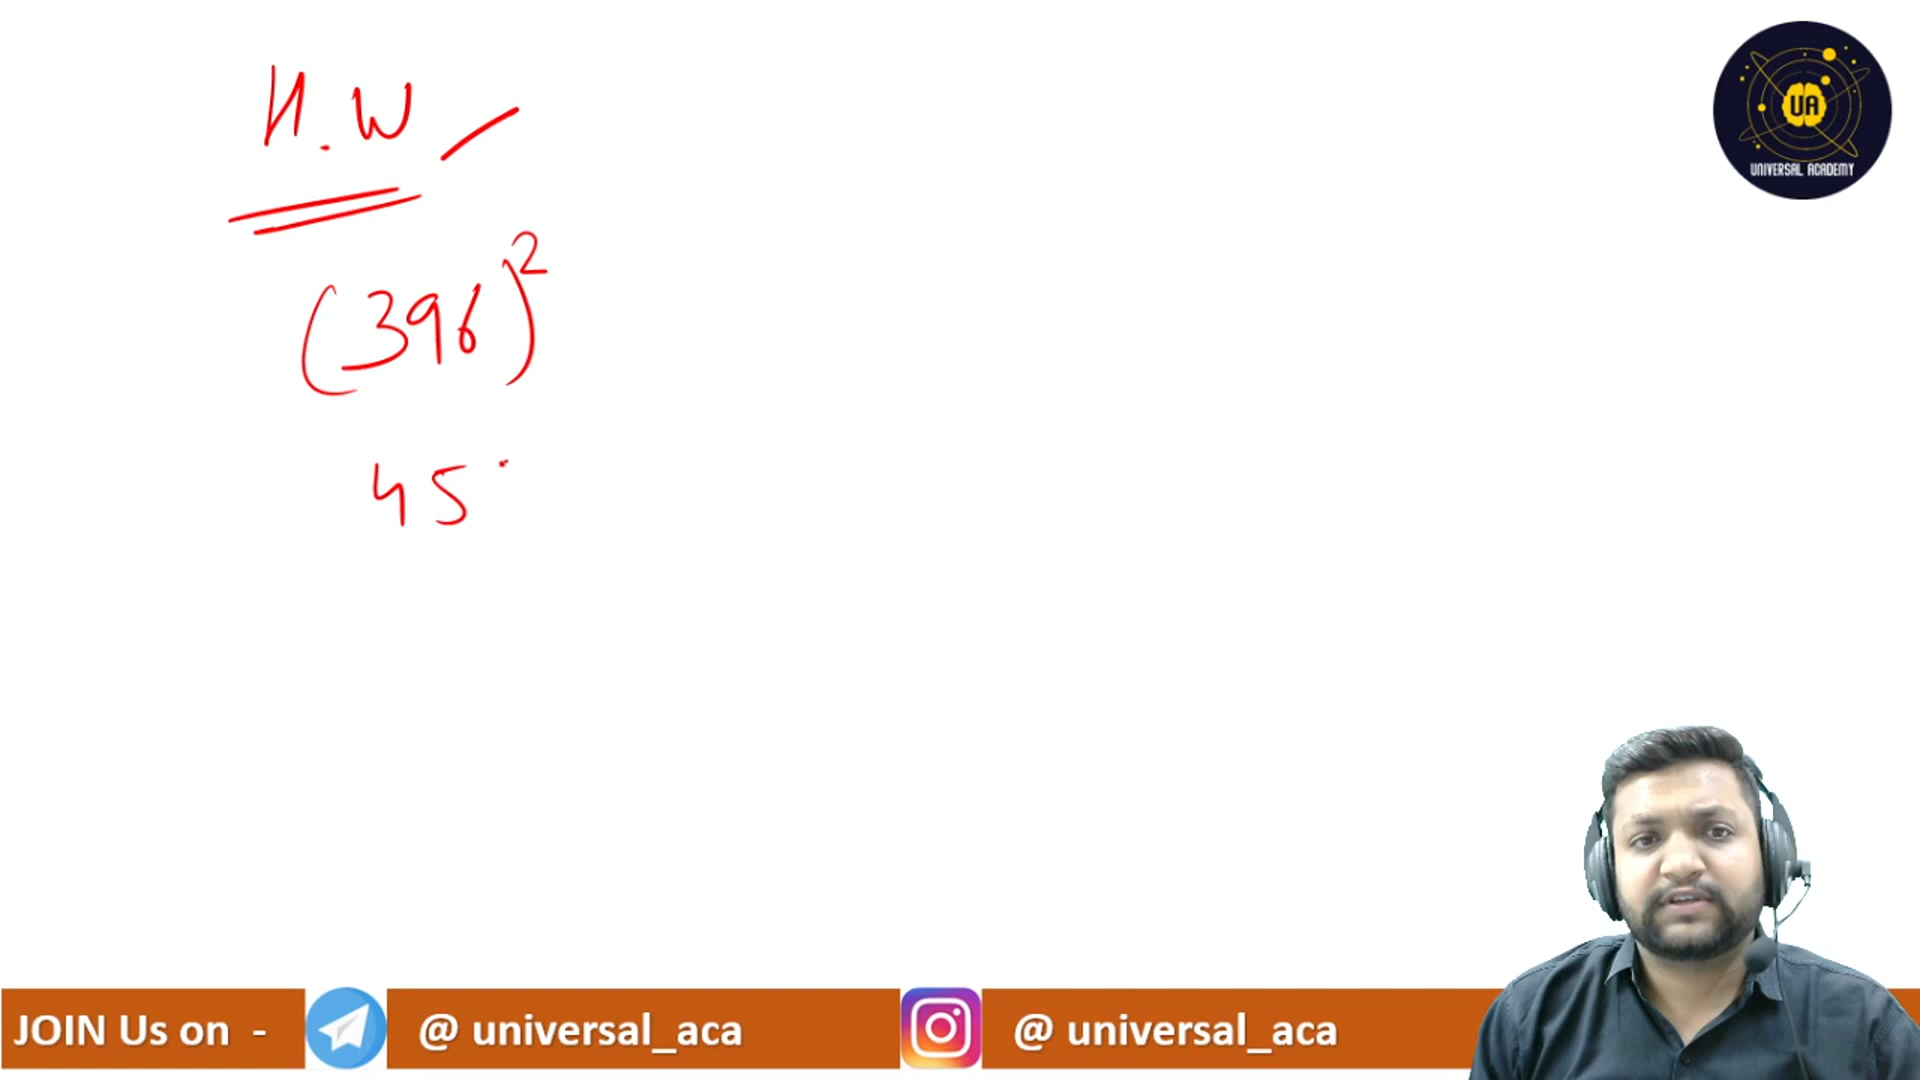 H.W
(396)²
45
UA
UNIVERSAL ACADEMY
JOIN Us on -
@ universal_aca
@ universal_aca